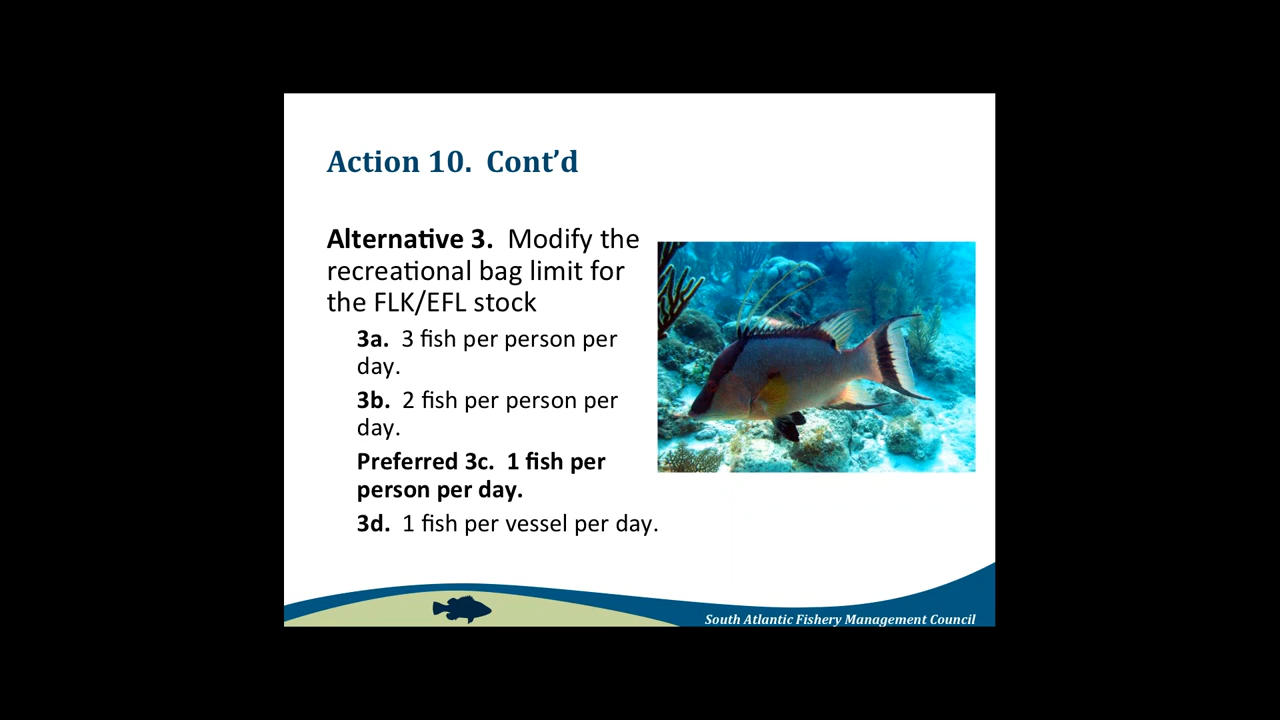 Action 10.  Cont’d
Alternative 3.  Modify the
recreational bag limit for
the FLK/EFL stock
3a.  3 fish per person per
day.
3b.  2 fish per person per
day.
Preferred 3c.  1 fish per
person per day.
3d.  1 fish per vessel per day.
South Atlantic Fishery Management Council